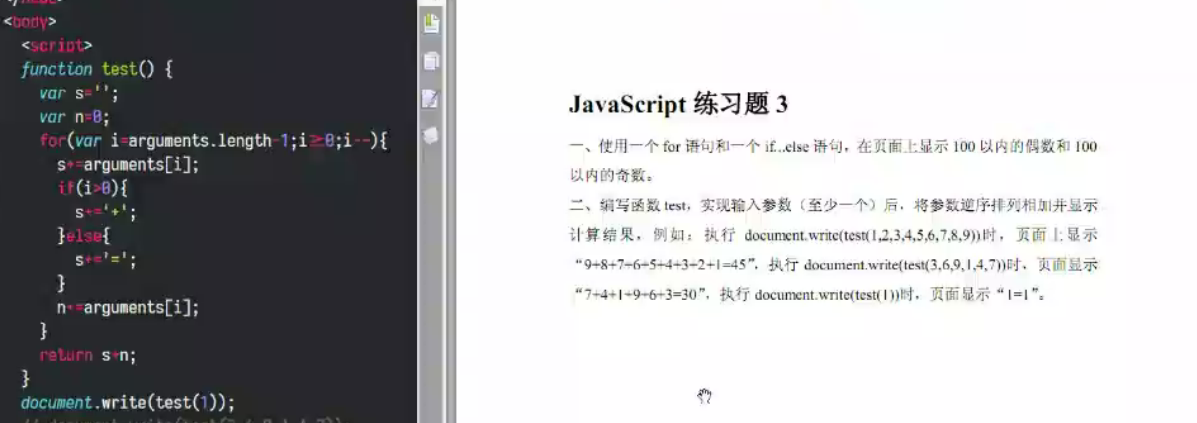 <body>
<script>
function test() {
var s='';
var n=0;
for(var i=arguments.length-1;i>=0;i--){
s+=arguments[i];
if(i>0){
s+='+';
}else{
s+='=';
}
n+=arguments[i];
}
return s+n;
}
document.write(test(1));
JavaScript 练习题 3
一、使用一个 for 语句和一个 if...else 语句，在页面上显示 100 以内的偶数和 100
以内的奇数。
二、编写函数 test，实现输入参数（至少一个）后，将参数逆序排列相加并显示
计算结果，例如：执行 document.write(test(1,2,3,4,5,6,7,8,9))时，页面上显示
“9+8+7+6+5+4+3+2+1=45”，执行 document.write(test(3,6,9,1,4,7))时，页面显示
“7+4+1+9+6+3=30”，执行 document.write(test(1))时，页面显示“1=1”。